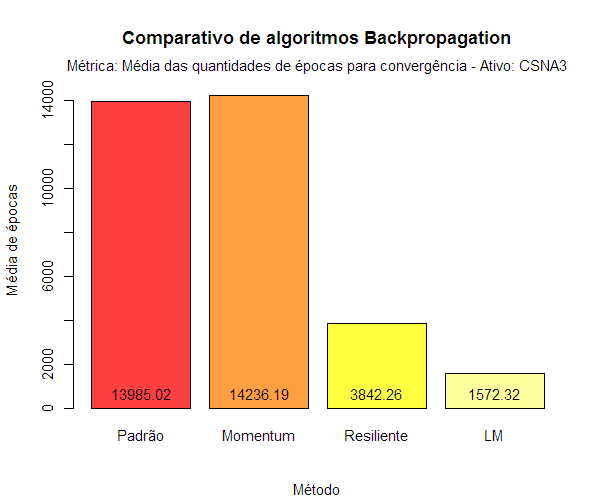 Comparativo de algoritmos Backpropagation
Métrica: Média das quantidades de épocas para convergência - Ativo: CSNA3
Média de épocas
14000
10000
6000
2000
0
13985.02
14236.19
3842.26
1572.32
Padrão
Momentum
Resiliente
LM
Método